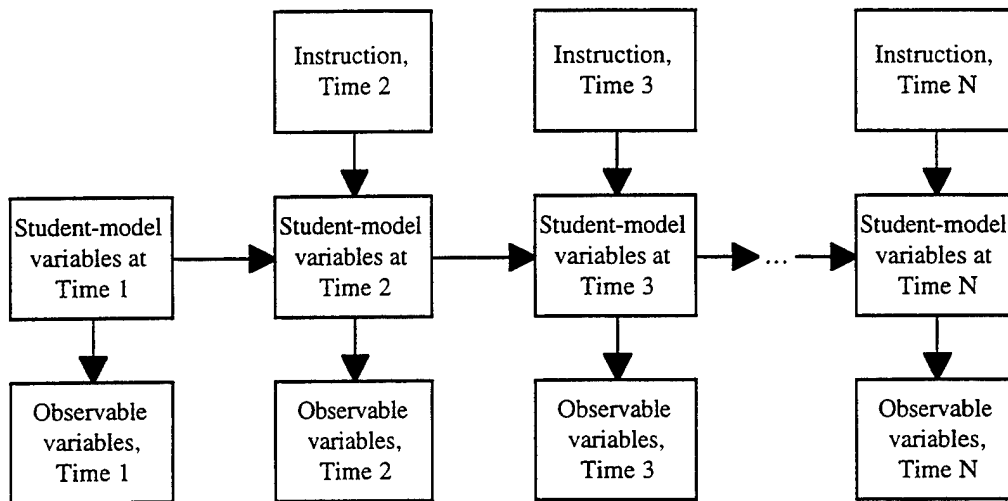 Instruction,
Time 2
Instruction,
Time 3
Instruction,
Time N
Student-model
variables at
Time 1
Student-model
variables at
Time 2
Student-model
variables at
Time 3
...
Student-model
variables at
Time N
Observable
variables,
Time 1
Observable
variables,
Time 2
Observable
variables,
Time 3
Observable
variables,
Time N